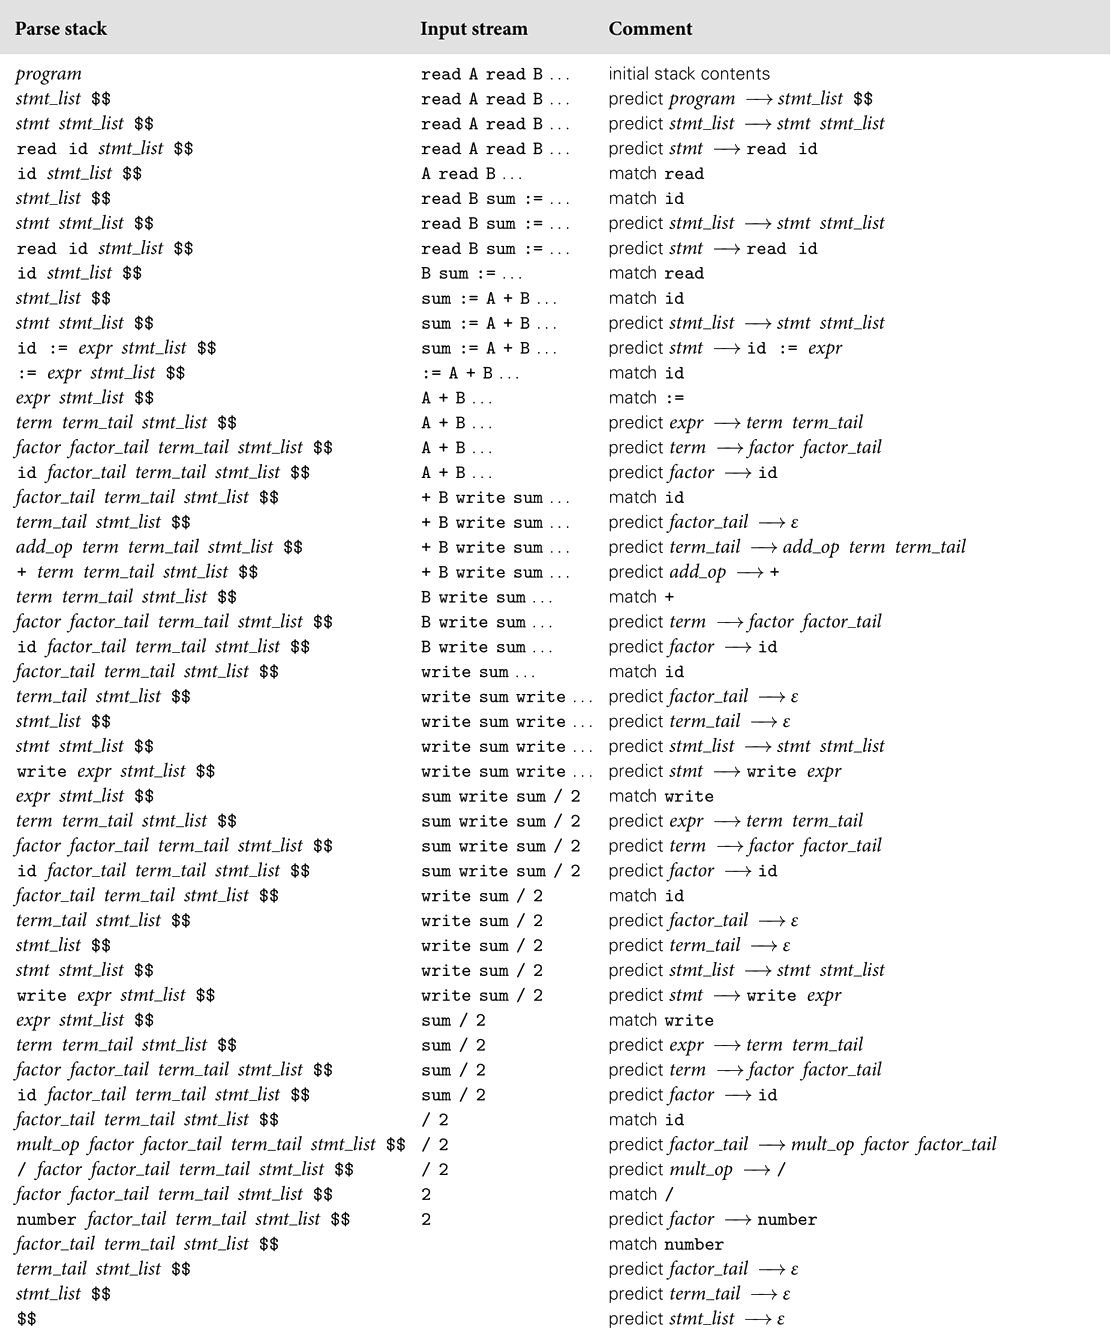 Parse stack Input stream Comment
program read A read B ... initial stack contents
stmt_list $$ read A read B ... predict program ⟶ stmt_list $$
stmt stmt_list $$ read A read B ... predict stmt_list ⟶ stmt stmt_list
read id stmt_list $$ read A read B ... predict stmt ⟶ read id
id stmt_list $$ A read B ... match read
stmt_list $$ read B sum := ... match id
stmt stmt_list $$ read B sum := ... predict stmt_list ⟶ stmt stmt_list
read id stmt_list $$ read B sum := ... predict stmt ⟶ read id
id stmt_list $$ B sum := ... match read
stmt_list $$ sum := A + B ... match id
stmt stmt_list $$ sum := A + B ... predict stmt_list ⟶ stmt stmt_list
id := expr stmt_list $$ sum := A + B ... predict stmt ⟶ id := expr
:= expr stmt_list $$ := A + B ... match id
expr stmt_list $$ A + B ... match :=
term term_tail stmt_list $$ A + B ... predict expr ⟶ term term_tail
factor factor_tail term_tail stmt_list $$ A + B ... predict term ⟶ factor factor_tail
id factor_tail term_tail stmt_list $$ A + B ... predict factor ⟶ id
factor_tail term_tail stmt_list $$ + B write sum ... match id
term_tail stmt_list $$ + B write sum ... predict factor_tail ⟶ ε
add_op term term_tail stmt_list $$ + B write sum ... predict term_tail ⟶ add_op term term_tail
+ term term_tail stmt_list $$ + B write sum ... predict add_op ⟶ +
term term_tail stmt_list $$ B write sum ... match +
factor factor_tail term_tail stmt_list $$ B write sum ... predict term ⟶ factor factor_tail
id factor_tail term_tail stmt_list $$ B write sum ... predict factor ⟶ id
factor_tail term_tail stmt_list $$ write sum ... match id
term_tail stmt_list $$ write sum write ... predict factor_tail ⟶ ε
stmt_list $$ write sum write ... predict term_tail ⟶ ε
stmt stmt_list $$ write sum write ... predict stmt_list ⟶ stmt stmt_list
write expr stmt_list $$ write sum write ... predict stmt ⟶ write expr
expr stmt_list $$ sum write sum / 2 match write
term term_tail stmt_list $$ sum write sum / 2 predict expr ⟶ term term_tail
factor factor_tail term_tail stmt_list $$ sum write sum / 2 predict term ⟶ factor factor_tail
id factor_tail term_tail stmt_list $$ sum write sum / 2 predict factor ⟶ id
factor_tail term_tail stmt_list $$ write sum / 2 match id
term_tail stmt_list $$ write sum / 2 predict factor_tail ⟶ ε
stmt_list $$ write sum / 2 predict term_tail ⟶ ε
stmt stmt_list $$ write sum / 2 predict stmt_list ⟶ stmt stmt_list
write expr stmt_list $$ write sum / 2 predict stmt ⟶ write expr
expr stmt_list $$ sum / 2 match write
term term_tail stmt_list $$ sum / 2 predict expr ⟶ term term_tail
factor factor_tail term_tail stmt_list $$ sum / 2 predict term ⟶ factor factor_tail
id factor_tail term_tail stmt_list $$ sum / 2 predict factor ⟶ id
factor_tail term_tail stmt_list $$ / 2 match id
mult_op factor factor_tail term_tail stmt_list $$ / 2 predict factor_tail ⟶ mult_op factor factor_tail
/ factor factor_tail term_tail stmt_list $$ / 2 predict mult_op ⟶ /
factor factor_tail term_tail stmt_list $$ 2 match /
number factor_tail term_tail stmt_list $$ 2 predict factor ⟶ number
factor_tail term_tail stmt_list $$ match number
term_tail stmt_list $$ predict factor_tail ⟶ ε
stmt_list $$ predict term_tail ⟶ ε
$$ predict stmt_list ⟶ ε